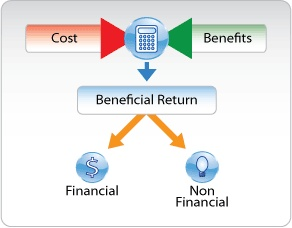 Cost
Benefits
Beneficial Return
$
Financial
Non
Financial